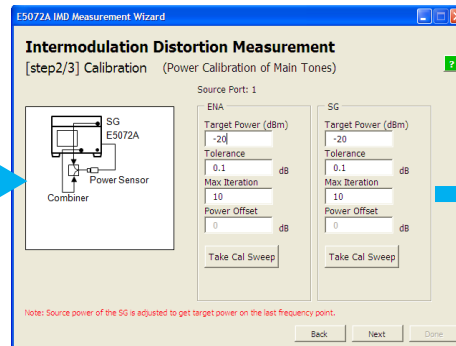 E5072A IMD Measurement Wizard
Intermodulation Distortion Measurement
[step2/3] Calibration (Power Calibration of Main Tones)
?
Source Port: 1
SG
E5072A
Power Sensor
Combiner
ENA
Target Power (dBm)
-20
Tolerance
0.1 dB
Max Iteration
10
Power Offset
0 dB
Take Cal Sweep
SG
Target Power (dBm)
-20
Tolerance
0.1 dB
Max Iteration
10
Power Offset
0 dB
Take Cal Sweep
Note: Source power of the SG is adjusted to get target power on the last frequency point.
Back Next Done